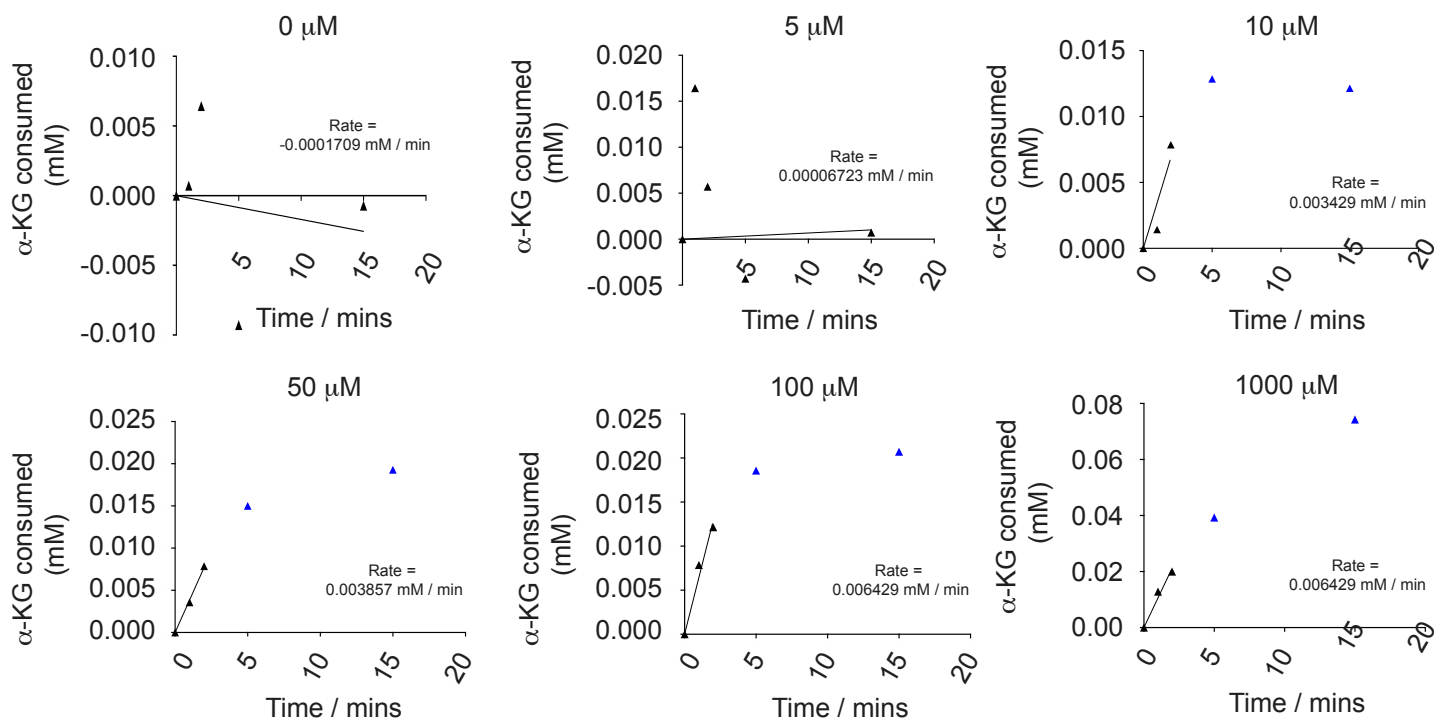 0 μM
α-KG consumed
(mM)
0.010
0.005
0.000
-0.005
-0.010
Rate =
-0.0001709 mM / min
5
10
15
20
Time / mins
5 μM
α-KG consumed
(mM)
0.020
0.015
0.010
0.005
0.000
-0.005
Rate =
0.00006723 mM / min
5
10
15
20
Time / mins
10 μM
α-KG consumed
(mM)
0.015
0.010
0.005
0.000
Rate =
0.003429 mM / min
0
5
10
15
20
Time / mins
50 μM
α-KG consumed
(mM)
0.025
0.020
0.015
0.010
0.005
0.000
Rate =
0.003857 mM / min
0
5
10
15
20
Time / mins
100 μM
α-KG consumed
(mM)
0.025
0.020
0.015
0.010
0.005
0.000
Rate =
0.006429 mM / min
0
5
10
15
20
Time / mins
1000 μM
α-KG consumed
(mM)
0.08
0.06
0.04
0.02
0.00
Rate =
0.006429 mM / min
0
5
10
15
20
Time / mins